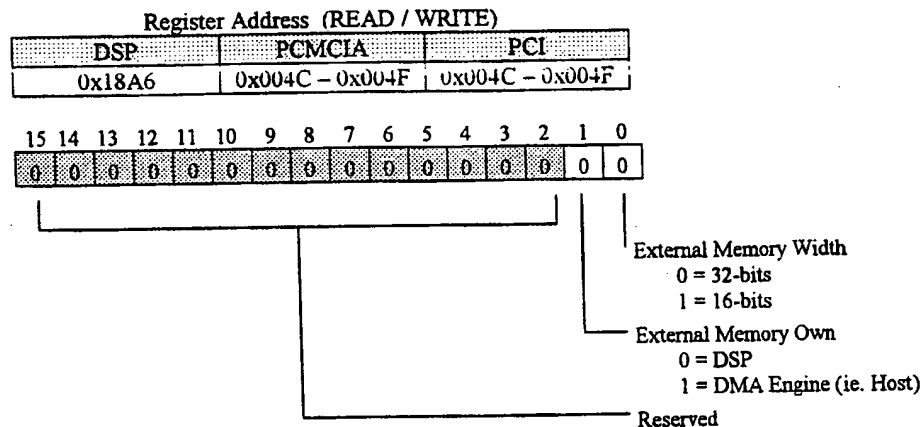 Register Address (READ / WRITE)
DSP PCMCIA PCI
0x18A6 0x004C – 0x004F 0x004C – 0x004F
15 14 13 12 11 10 9 8 7 6 5 4 3 2 1 0
0 0 0 0 0 0 0 0 0 0 0 0 0 0 0 0
External Memory Width
0 = 32-bits
1 = 16-bits
External Memory Own
0 = DSP
1 = DMA Engine (ie. Host)
Reserved